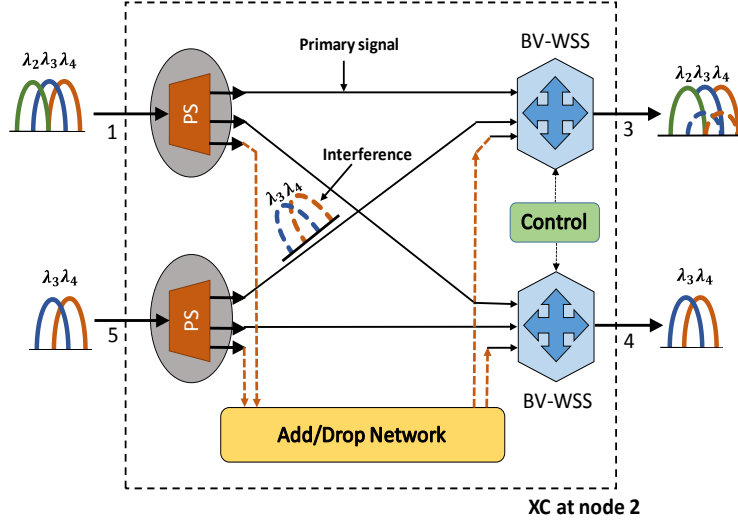 Primary signal
BV-WSS
λ₂λ₃λ₄
λ₂λ₃λ₄
PS
1
3
Interference
λ₃λ₄
Control
λ₃λ₄
λ₃λ₄
PS
5
4
BV-WSS
Add/Drop Network
XC at node 2